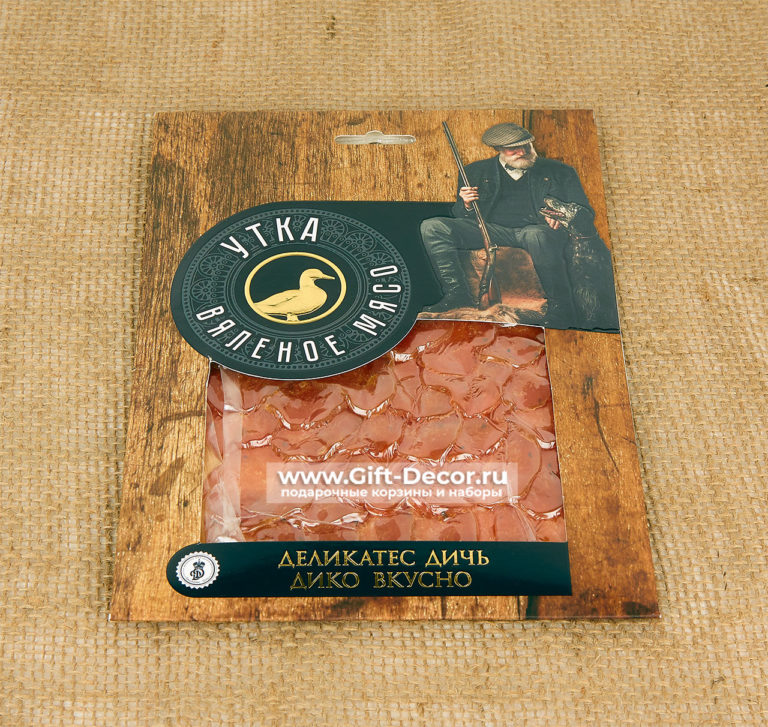 УТКА
ВЯЛЕНОЕ МЯСО
www.Gift-Decor.ru
подарочные корзины и наборы
ДЕЛИКАТЕС ДИЧЬ
ДИКО ВКУСНО